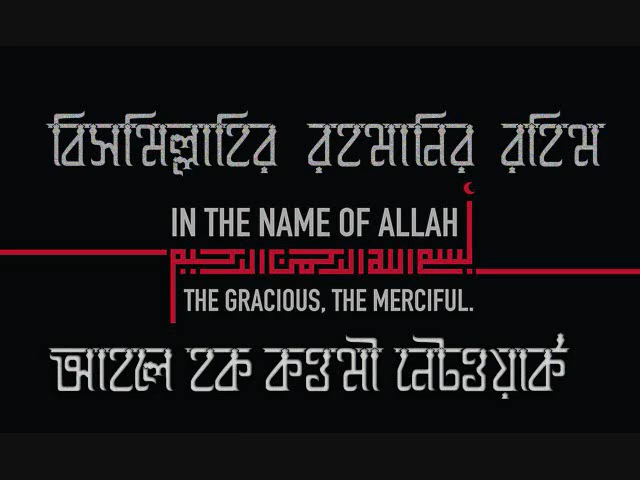 বিসমিল্লাহির রহমানির রহিম
IN THE NAME OF ALLAH
بسم الله الرحمن الرحيم
THE GRACIOUS, THE MERCIFUL.
আহলে হক কওমী নেটওয়ার্ক